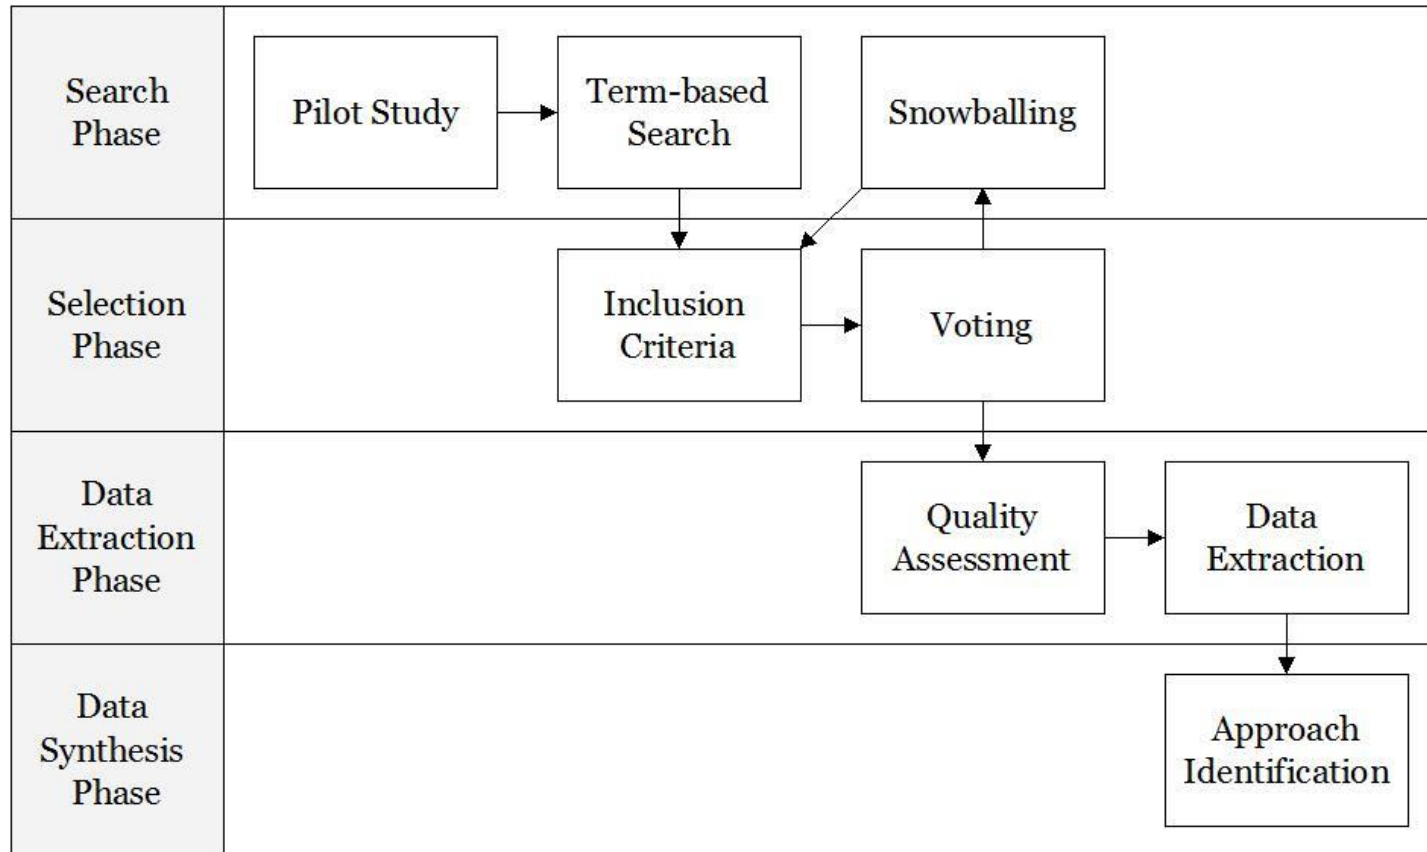 Search
Phase
Pilot Study
Term-based
Search
Snowballing
Selection
Phase
Inclusion
Criteria
Voting
Data
Extraction
Phase
Quality
Assessment
Data
Extraction
Data
Synthesis
Phase
Approach
Identification